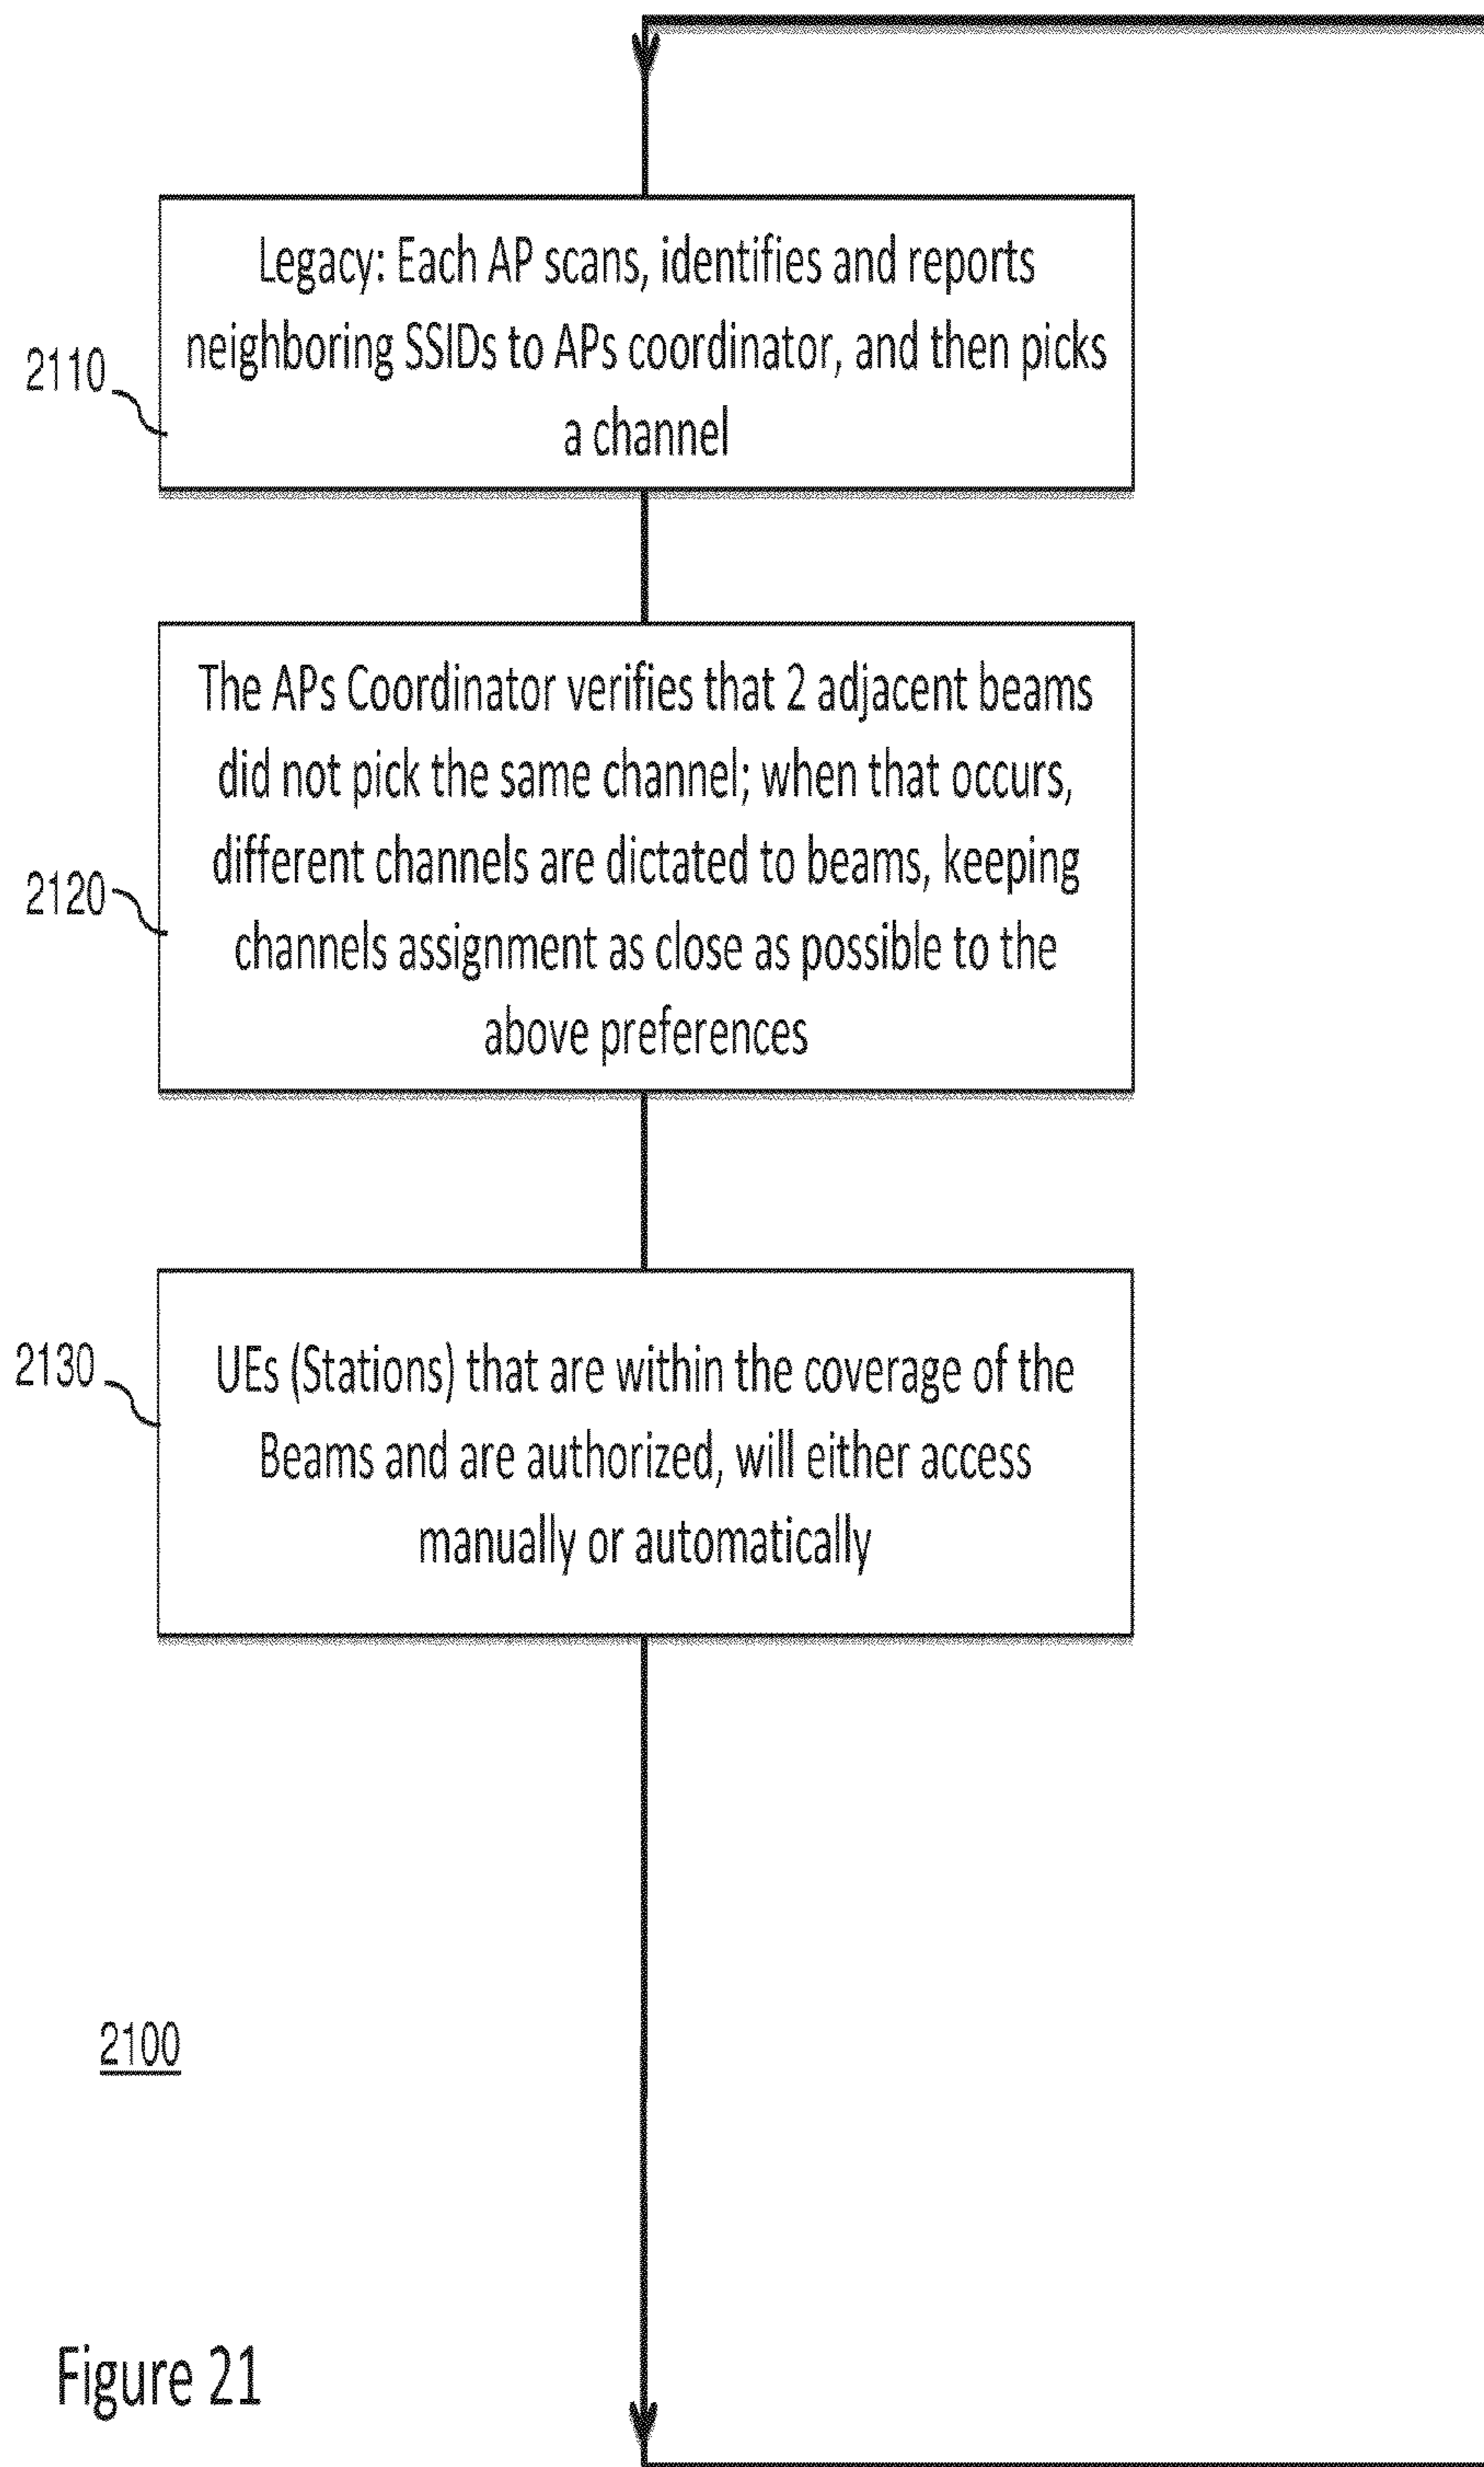 Legacy: Each AP scans, identifies and reports
neighboring SSIDs to APs coordinator, and then picks
a channel
2110
The APs Coordinator verifies that 2 adjacent beams
did not pick the same channel; when that occurs,
different channels are dictated to beams, keeping
channels assignment as close as possible to the
above preferences
2120
UEs (Stations) that are within the coverage of the
Beams and are authorized, will either access
manually or automatically
2130
2100
Figure 21